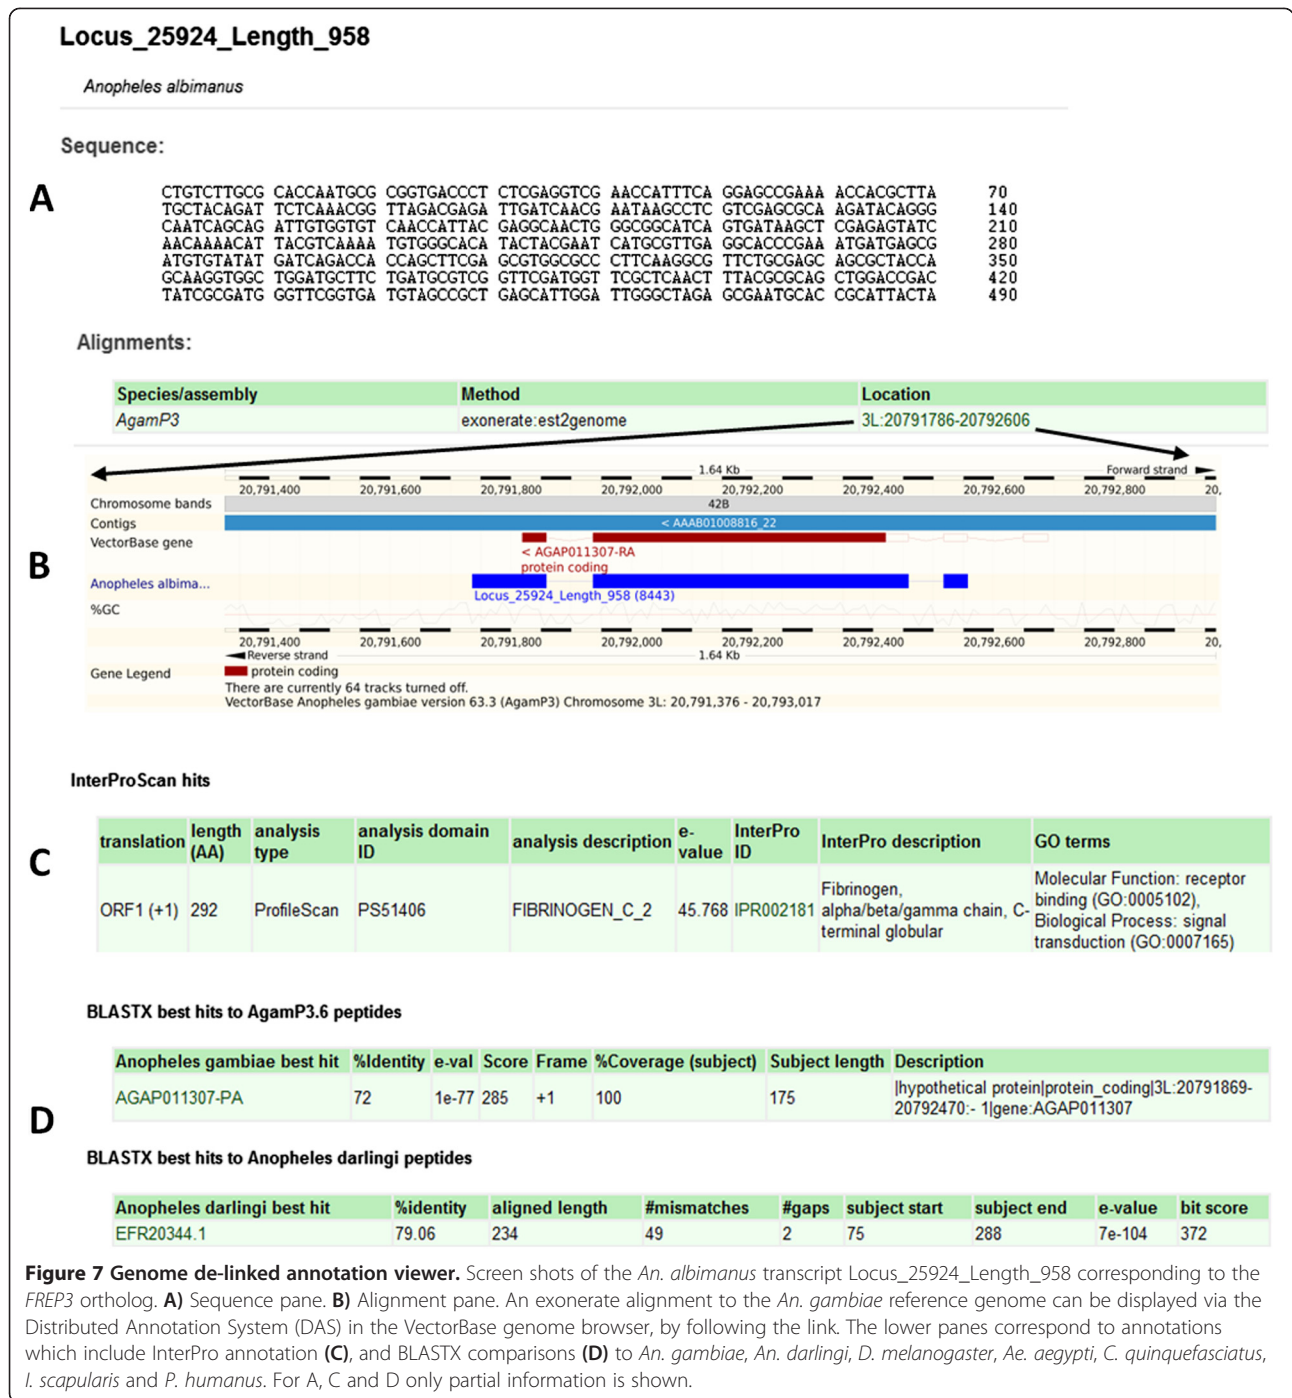 Locus_25924_Length_958
Anopheles albimanus
Sequence:
A
CTGTCTTGCG CACCAATGCG CGGTGACCCT CTCGAGGTCG AACCATTTCA GGAGCCGAAA ACCACGCTTA 70
TGCTACAGAT TCTCAAACGG TTAGACGAGA TTGATCAACG AATAAGCCTC GTCGAGCGCA AGATACAGGG 140
CAATCAGCAG ATTGTGGTGT CAACCATTAC GAGGCAACTG GGCGGCATCA GTGATAAGCT CGAGAGTATC 210
AACAAAACAT TACGTCAAAA TGTGGGCACA TACTACGAAT CATGCGTTGA GGCACCCGAA AATGATGAGCG 280
ATGTGTATAT GATCAGACCA CCAGCTTCGA GCGTGGCGCC CTTCAAGGCG TTCTGCGAGC AGCGCTACCA 350
GCAAGGTGGC TGGATGCTTC TGATGCGTCG GTTCGATGGT TCGCTCAACT TTACGCGCAG CTGGACCGAC 420
TATCGCGATG GGTTCGGTGA TGTAGCCGCT GAGCATTGGA TTGGGCTAGA GCGAATGCAC CGCATTACTA 490
Alignments:
Species/assembly Method Location
AgamP3 exonerate:est2genome 3L:20791786-20792606
B
1.64 Kb Forward strand
20,791,400 20,791,600 20,791,800 20,792,000 20,792,200 20,792,400 20,792,600 20,792,800 20,
Chromosome bands 42B
Contigs < AAAB01008816_22
VectorBase gene
< AGAP011307-RA
protein coding
Anopheles albima...
Locus_25924_Length_958 (8443)
%GC
20,791,400 20,791,600 20,791,800 20,792,000 20,792,200 20,792,400 20,792,600 20,792,800 20,
Reverse strand 1.64 Kb
Gene Legend protein coding
There are currently 64 tracks turned off.
VectorBase Anopheles gambiae version 63.3 (AgamP3) Chromosome 3L: 20,791,376 - 20,793,017
InterProScan hits
C
translation length (AA) analysis type analysis domain ID analysis description e-value InterPro ID InterPro description GO terms
ORF1 (+1) 292 ProfileScan PS51406 FIBRINOGEN_C_2 45.768 IPR002181 Fibrinogen, alpha/beta/gamma chain, C-terminal globular Molecular Function: receptor binding (GO:0005102), Biological Process: signal transduction (GO:0007165)
BLASTX best hits to AgamP3.6 peptides
D
Anopheles gambiae best hit %Identity e-val Score Frame %Coverage (subject) Subject length Description
AGAP011307-PA 72 1e-77 285 +1 100 175 |hypothetical protein|protein_coding|3L:20791869-20792470:- 1|gene:AGAP011307
BLASTX best hits to Anopheles darlingi peptides
Anopheles darlingi best hit %identity aligned length #mismatches #gaps subject start subject end e-value bit score
EFR20344.1 79.06 234 49 2 75 288 7e-104 372
Figure 7 Genome de-linked annotation viewer. Screen shots of the An. albimanus transcript Locus_25924_Length_958 corresponding to the
FREP3 ortholog. A) Sequence pane. B) Alignment pane. An exonerate alignment to the An. gambiae reference genome can be displayed via the
Distributed Annotation System (DAS) in the VectorBase genome browser, by following the link. The lower panes correspond to annotations
which include InterPro annotation (C), and BLASTX comparisons (D) to An. gambiae, An. darlingi, D. melanogaster, Ae. aegypti, C. quinquefasciatus,
I. scapularis and P. humanus. For A, C and D only partial information is shown.